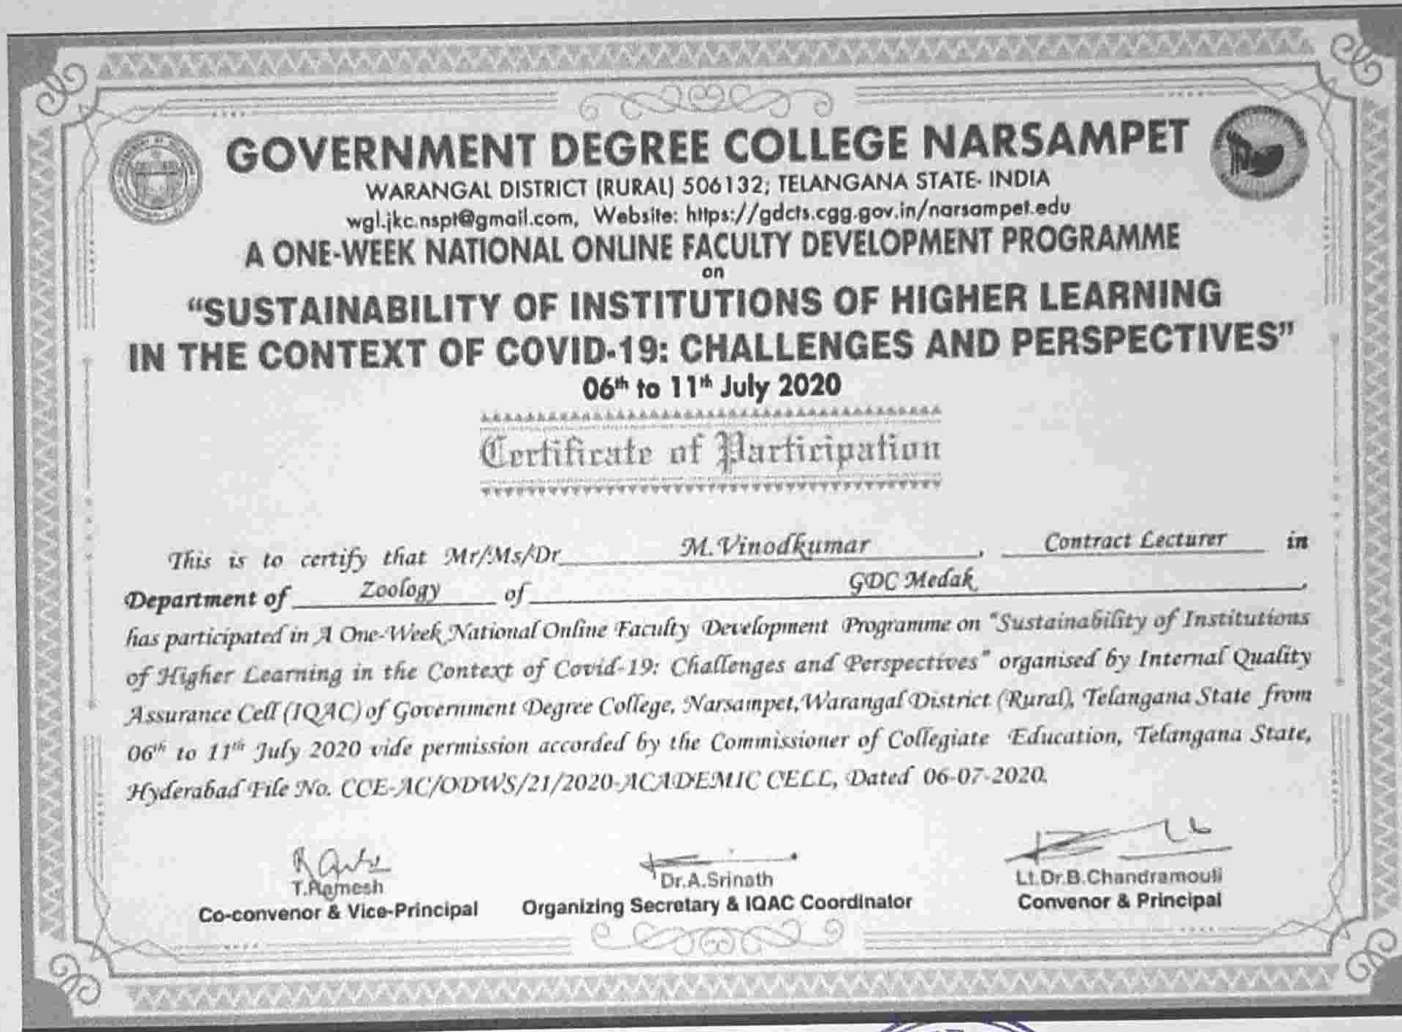 GOVERNMENT DEGREE COLLEGE NARSAMPET
WARANGAL DISTRICT (RURAL) 506132; TELANGANA STATE- INDIA
wgl.jkc.nspt@gmail.com, Website: https://gdcts.cgg.gov.in/narsampet.edu
A ONE-WEEK NATIONAL ONLINE FACULTY DEVELOPMENT PROGRAMME
on
“SUSTAINABILITY OF INSTITUTIONS OF HIGHER LEARNING
IN THE CONTEXT OF COVID-19: CHALLENGES AND PERSPECTIVES”
06th to 11th July 2020
Certificate of Participation
This is to certify that Mr/Ms/Dr M.Vinodkumar, Contract Lecturer in
Department of Zoology of GDC Medak,
has participated in A One-Week National Online Faculty Development Programme on "Sustainability of Institutions
of Higher Learning in the Context of Covid-19: Challenges and Perspectives" organised by Internal Quality
Assurance Cell (IQAC) of Government Degree College, Narsampet, Warangal District (Rural), Telangana State from
06th to 11th July 2020 vide permission accorded by the Commissioner of Collegiate Education, Telangana State,
Hyderabad File No. CCE-AC/ODWS/21/2020-ACADEMIC CELL, Dated 06-07-2020.
T.Ramesh
Co-convenor & Vice-Principal
Dr.A.Srinath
Organizing Secretary & IQAC Coordinator
Lt.Dr.B.Chandramouli
Convenor & Principal